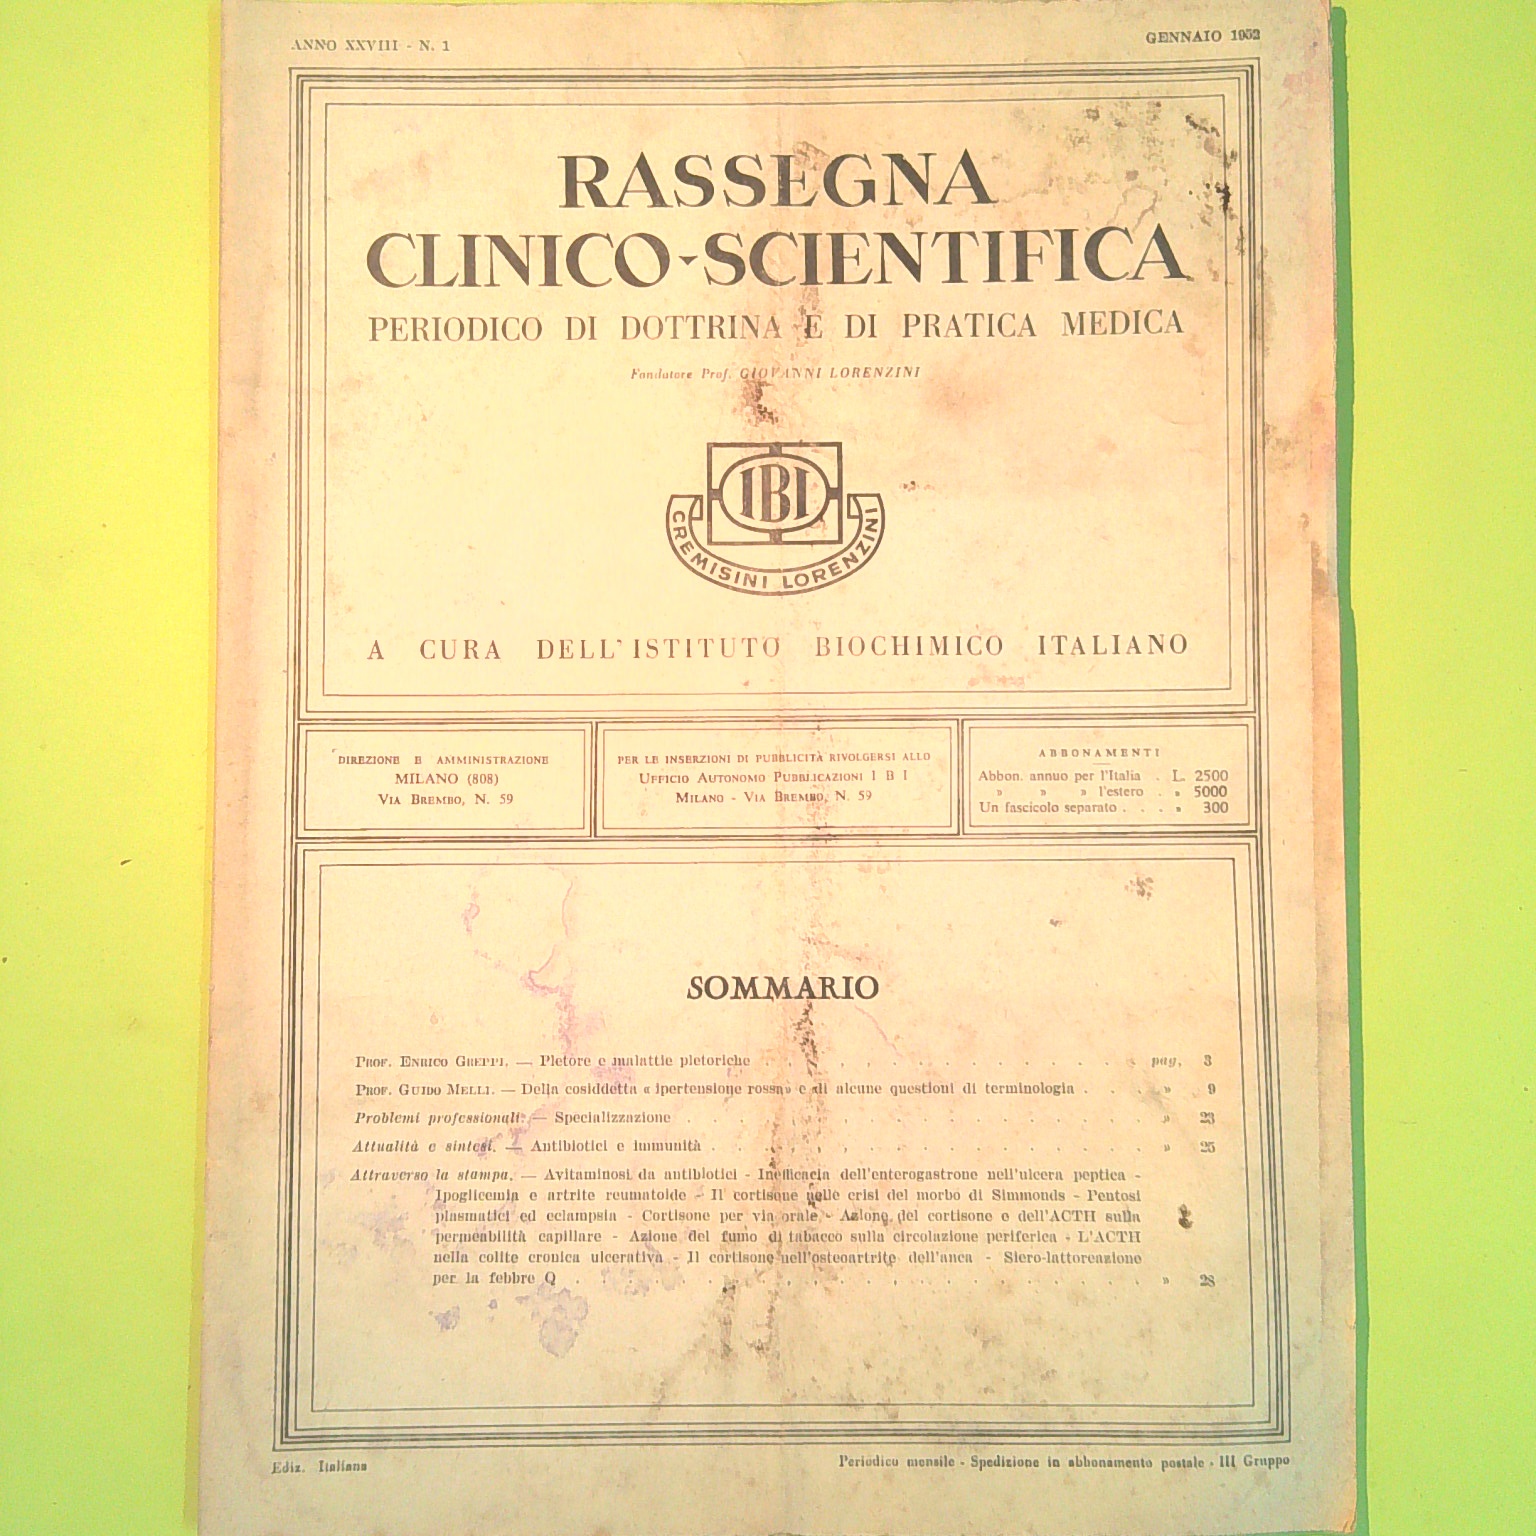 ANNO XXVIII - N. 1
GENNAIO 1952
RASSEGNA
CLINICO-SCIENTIFICA
PERIODICO DI DOTTRINA E DI PRATICA MEDICA
Fondatore Prof. GIOVANNI LORENZINI
IBI
CREMISINI LORENZINI
A CURA DELL'ISTITUTO BIOCHIMICO ITALIANO
DIREZIONE E AMMINISTRAZIONE
MILANO (808)
VIA BREMBO, N. 59
PER LE INSERZIONI DI PUBBLICITÀ RIVOLGERSI ALLO
UFFICIO AUTONOMO PUBBLICAZIONI I B I
MILANO - VIA BREMBO, N. 59
ABBONAMENTI
Abbon. annuo per l'Italia . L. 2500
» » » l'estero . » 5000
Un fascicolo separato . . . » 300
SOMMARIO
PROF. ENRICO GREPPI. — Pletore e malattie pletoriche . . . . . . . . . . . . . . pag. 3
PROF. GUIDO MELLI. — Della cosiddetta « ipertensione rossa» e di alcune questioni di terminologia . . . » 9
Problemi professionali. — Specializzazione . . . . . . . . . . . . . . . . . . » 23
Attualità e sintesi. — Antibiotici e immunità . . . . . . . . . . . . . . . . . » 25
Attraverso la stampa. — Avitaminosi da antibiotici - Inefficacia dell'enterogastrone nell'ulcera peptica -
Ipoglicemia e artrite reumatoide - Il cortisone nelle crisi del morbo di Simmonds - Pentosi
plasmatici ed eclampsia - Cortisone per via orale - Azione del cortisone e dell'ACTH sulla
permeabilità capillare - Azione del fumo di tabacco sulla circolazione periferica - L'ACTH
nella colite cronica ulcerativa - Il cortisone nell'osteoartrite dell'anca - Siero-lattoreazione
per la febbre Q . . . . . . . . . . . . . . . . . . . . . . » 28
Ediz. Italiana
Periodico mensile - Spedizione in abbonamento postale - III Gruppo